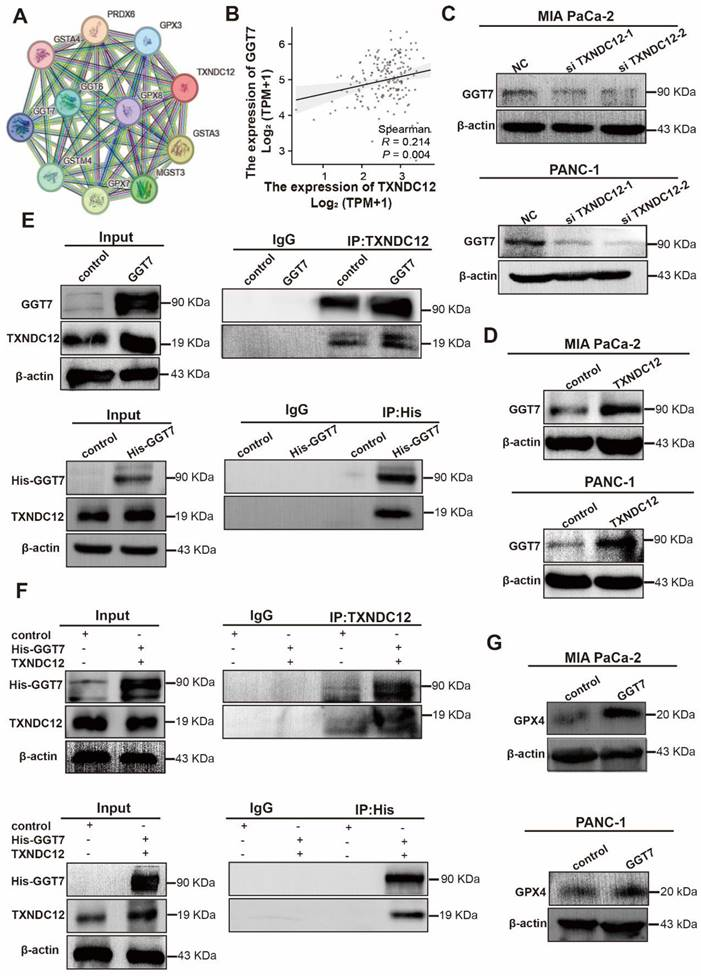 A
PRDX6
GSTA4
GPX3
TXNDC12
GGT6
GPX8
GGT7
GSTA3
GSTM4
MGST3
GPX7
B
The expression of GGT7
Log₂ (TPM+1)
6
5
4
3
2
1
0
Spearman
R = 0.214
P = 0.004
1 2 3
The expression of TXNDC12
Log₂ (TPM+1)
C
MIA PaCa-2
NC si TXNDC12-1 si TXNDC12-2
GGT7 90 KDa
β-actin 43 KDa
PANC-1
NC si TXNDC12-1 si TXNDC12-2
GGT7 90 KDa
β-actin 43 KDa
D
MIA PaCa-2
control TXNDC12
GGT7 90 KDa
β-actin 43 KDa
PANC-1
control TXNDC12
GGT7 90 KDa
β-actin 43 KDa
E
Input IgG IP:TXNDC12
control GGT7 control GGT7 control GGT7
GGT7 90 KDa 90 KDa
TXNDC12 19 KDa 19 KDa
β-actin 43 KDa
Input IgG IP:His
control His-GGT7 control His-GGT7 control His-GGT7
His-GGT7 90 KDa 90 KDa
TXNDC12 19 KDa 19 KDa
β-actin 43 KDa
F
Input IgG IP:TXNDC12
control + - + - + -
His-GGT7 - + - + - +
TXNDC12 - + - + - +
His-GGT7 90 KDa 90 KDa
TXNDC12 19 KDa 19 KDa
β-actin 43 KDa
Input IgG IP:His
control + - + - + -
His-GGT7 - + - + - +
TXNDC12 - + - + - +
His-GGT7 90 KDa 90 KDa
TXNDC12 19 KDa 19 KDa
β-actin 43 KDa
G
MIA PaCa-2
control GGT7
GPX4 20 KDa
β-actin 43 KDa
PANC-1
control GGT7
GPX4 20 kDa
β-actin 43 kDa